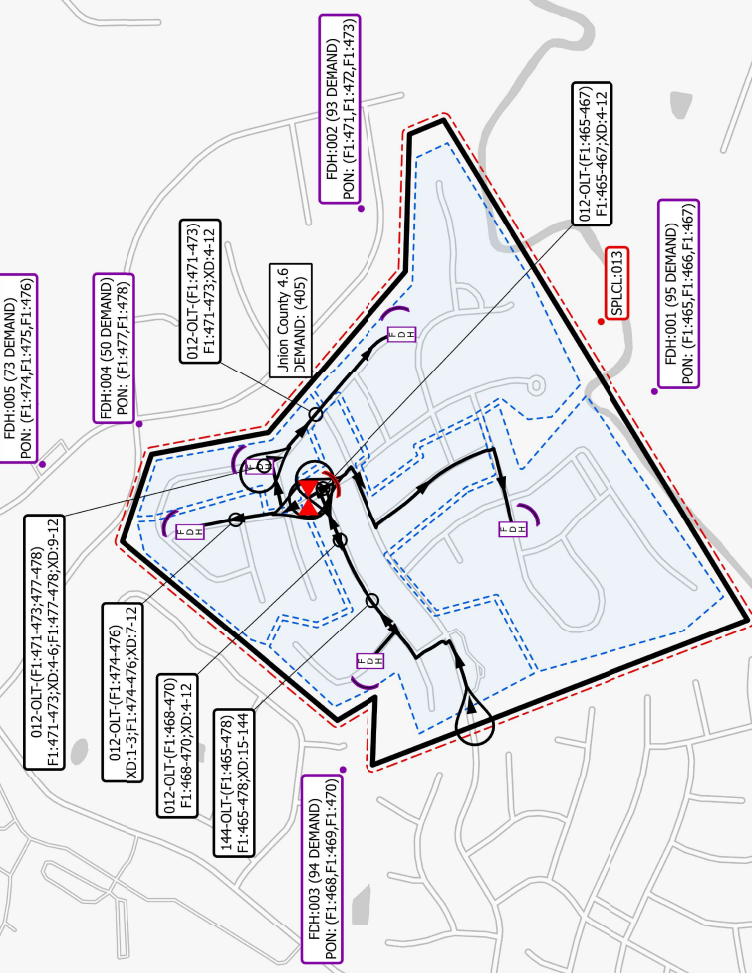 FDH:005 (73 DEMAND)
PON: (F1:474,F1:475,F1:476)
FDH:004 (50 DEMAND)
PON: (F1:477,F1:478)
012-OLT-(F1:471-473)
F1:471-473;XD:4-12
Jnion County 4.6
DEMAND: (405)
FDH:002 (93 DEMAND)
PON: (F1:471,F1:472,F1:473)
012-OLT-(F1:465-467)
F1:465-467;XD:4-12
SPLCL:013
FDH:001 (95 DEMAND)
PON: (F1:465,F1:466,F1:467)
FDH
FDH
FDH
FDH
FDH
012-OLT-(F1:471-473;477-478)
F1:471-473;XD:4-6;F1:477-478;XD:9-12
012-OLT-(F1:474-476)
XD:1-3;F1:474-476;XD:7-12
012-OLT-(F1:468-470)
F1:468-470;XD:4-12
144-OLT-(F1:465-478)
F1:465-478;XD:15-144
FDH:003 (94 DEMAND)
PON: (F1:468,F1:469,F1:470)